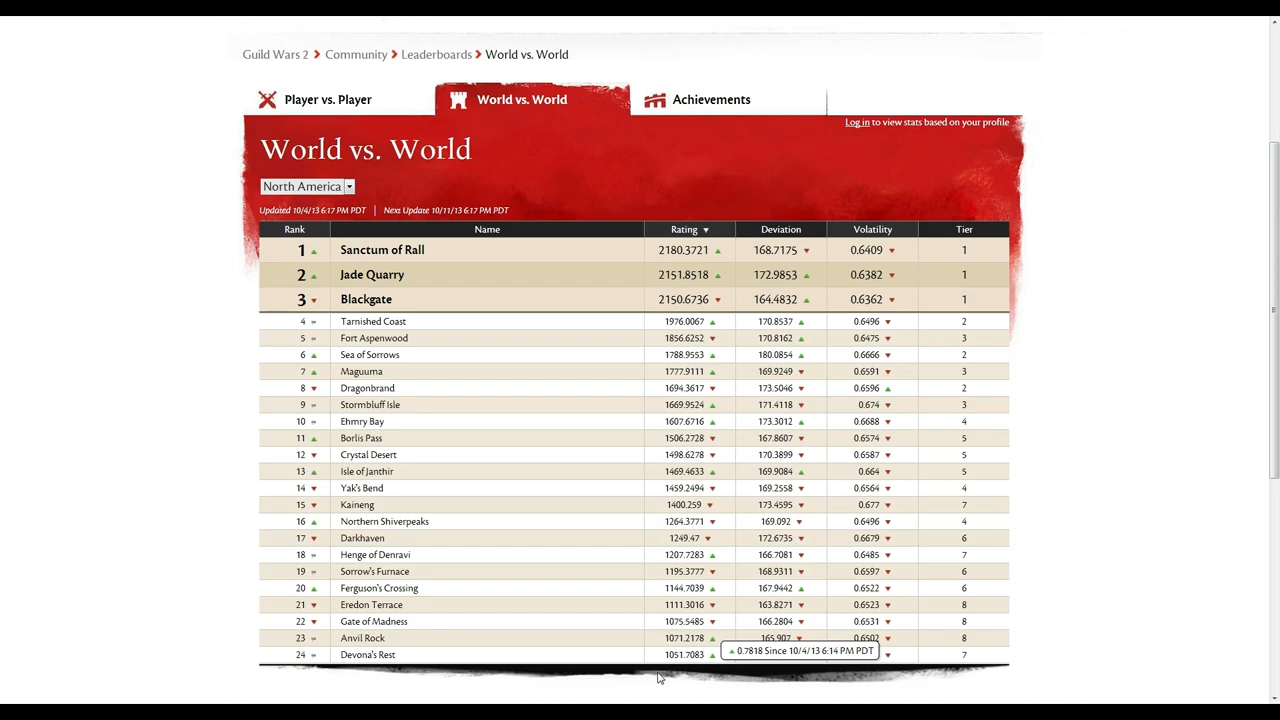 Guild Wars 2 Community Leaderboards World vs. World
Player vs. Player World vs. World Achievements
Log in to view stats based on your profile
World vs. World
North America
Updated 10/4/13 6:17 PM PDT | Next Update 10/11/13 6:17 PM PDT
Rank Name Rating Deviation Volatility Tier
1 Sanctum of Rall 2180.3721 168.7175 0.6409 1
2 Jade Quarry 2151.8518 172.9853 0.6382 1
3 Blackgate 2150.6736 164.4832 0.6362 1
4 Tarnished Coast 1976.0067 170.8537 0.6496 2
5 Fort Aspenwood 1856.6252 170.8162 0.6475 3
6 Sea of Sorrows 1788.9553 180.0854 0.6666 2
7 Maguuma 1777.9111 169.9249 0.6591 3
8 Dragonbrand 1694.3617 173.5046 0.6596 2
9 Stormbluff Isle 1669.9524 171.4118 0.674 3
10 Ehmry Bay 1607.6716 173.3012 0.6688 4
11 Borlis Pass 1506.2728 167.8607 0.6574 5
12 Crystal Desert 1498.6278 170.3899 0.6587 5
13 Isle of Janthir 1469.4633 169.9084 0.664 5
14 Yak's Bend 1459.2494 169.2558 0.6564 4
15 Kaineng 1400.259 173.4595 0.677 7
16 Northern Shiverpeaks 1264.3771 169.092 0.6496 4
17 Darkhaven 1249.47 172.6735 0.6679 6
18 Henge of Denravi 1207.7283 166.7081 0.6485 7
19 Sorrow's Furnace 1195.3777 168.9311 0.6597 6
20 Ferguson's Crossing 1144.7039 167.9442 0.6522 6
21 Eredon Terrace 1111.3016 163.8271 0.6523 8
22 Gate of Madness 1075.5485 166.2804 0.6531 8
23 Anvil Rock 1071.2178 165.907 0.6502 8
0.7818 Since 10/4/13 6:14 PM PDT
24 Devona's Rest 1051.7083 7